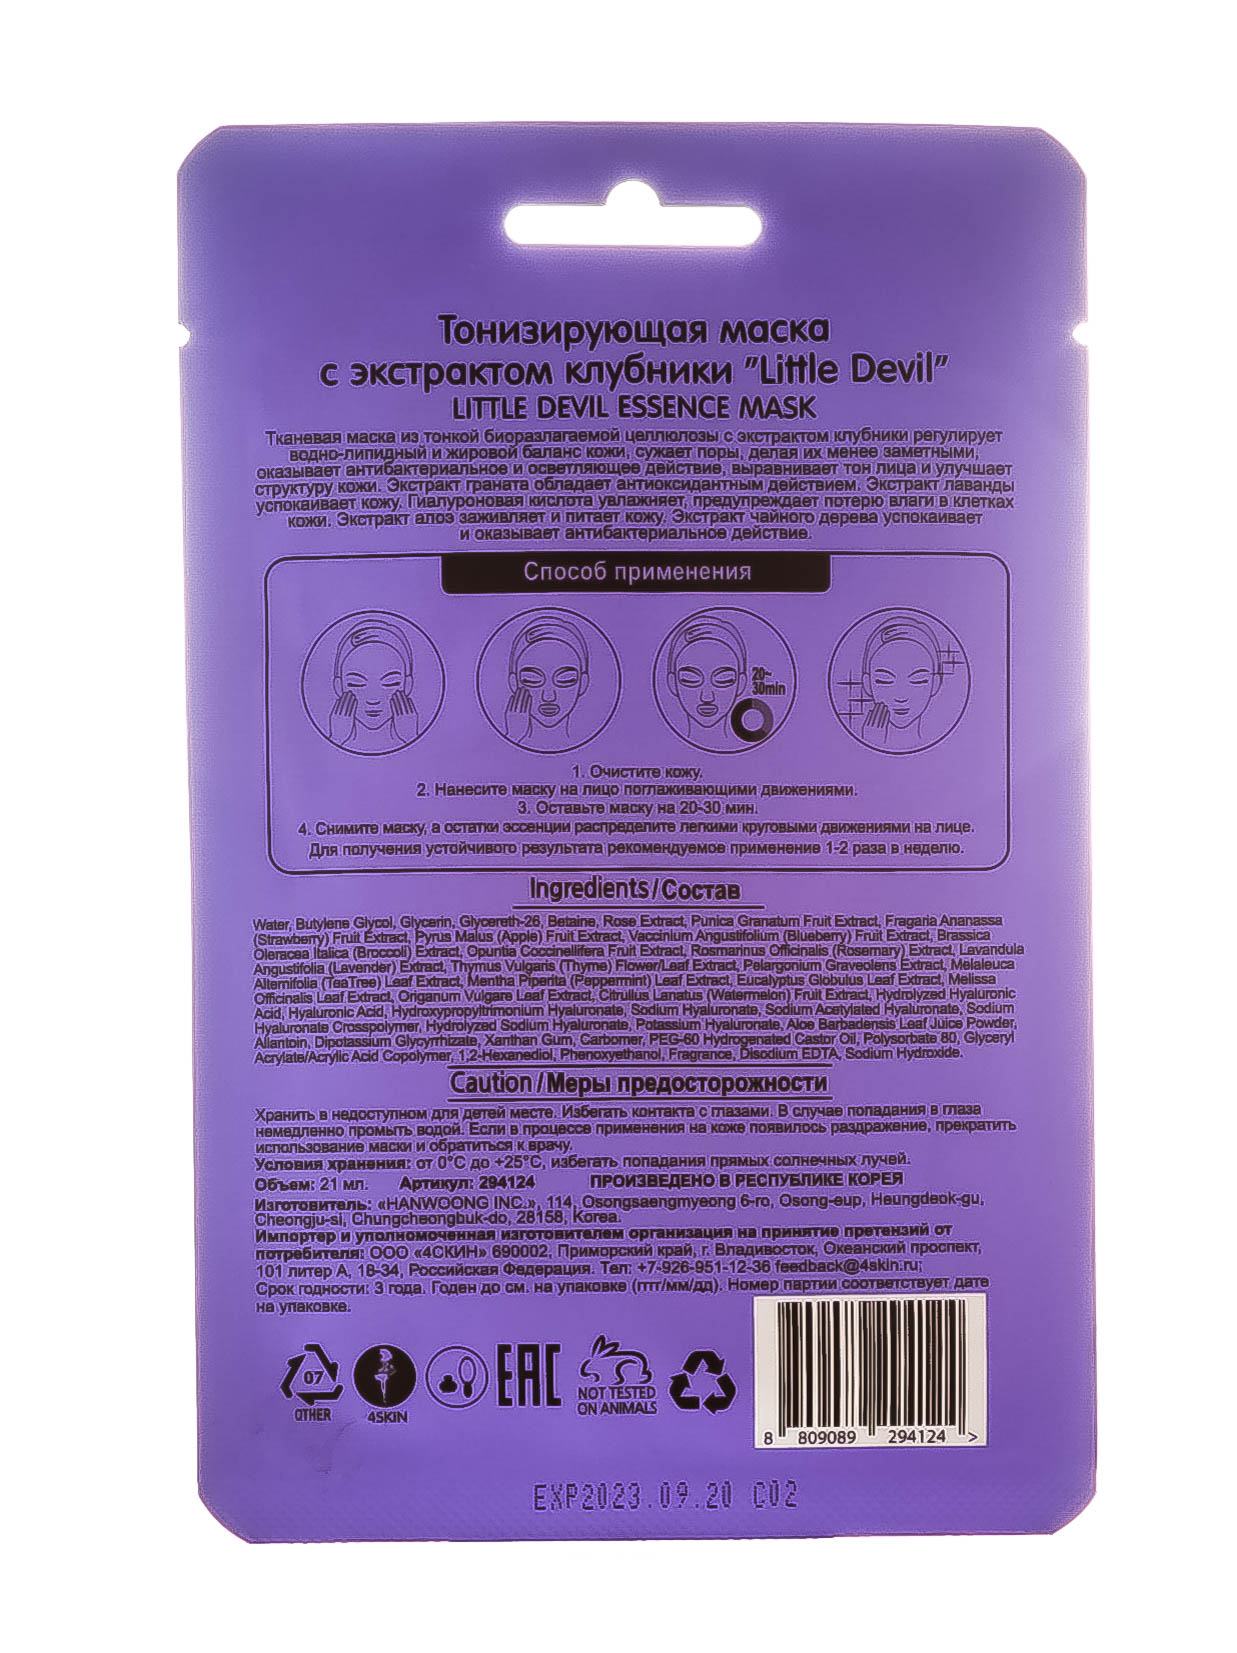 Тонизирующая маска
с экстрактом клубники "Little Devil"
LITTLE DEVIL ESSENCE MASK
Тканевая маска из тонкой биоразлагаемой целлюлозы с экстрактом клубники регулирует
водно-липидный и жировой баланс кожи, сужает поры, делая их менее заметными,
оказывает антибактериальное и осветляющее действие, выравнивает тон лица и улучшает
структуру кожи. Экстракт граната обладает антиоксидантным действием. Экстракт лаванды
успокаивает кожу. Гиалуроновая кислота увлажняет, предупреждает потерю влаги в клетках
кожи. Экстракт алоэ заживляет и питает кожу. Экстракт чайного дерева успокаивает
и оказывает антибактериальное действие.
Способ применения
20~
30min
1. Очистите кожу.
2. Нанесите маску на лицо поглаживающими движениями.
3. Оставьте маску на 20-30 мин.
4. Снимите маску, а остатки эссенции распределите легкими круговыми движениями на лице.
Для получения устойчивого результата рекомендуемое применение 1-2 раза в неделю.
Ingredients/Состав
Water, Butylene Glycol, Glycerin, Glycereth-26, Betaine, Rose Extract, Punica Granatum Fruit Extract, Fragaria Ananassa
(Strawberry) Fruit Extract, Pyrus Malus (Apple) Fruit Extract, Vaccinium Angustifolium (Blueberry) Fruit Extract, Brassica
Oleracea Italica (Broccoli) Extract, Opuntia Coccinellifera Fruit Extract, Rosmarinus Officinalis (Rosemary) Extract, Lavandula
Angustifolia (Lavender) Extract, Thymus Vulgaris (Thyme) Flower/Leaf Extract, Pelargonium Graveolens Extract, Melaleuca
Alternifolia (TeaTree) Leaf Extract, Mentha Piperita (Peppermint) Leaf Extract, Eucalyptus Globulus Leaf Extract, Melissa
Officinalis Leaf Extract, Origanum Vulgare Leaf Extract, Citrullus Lanatus (Watermelon) Fruit Extract, Hydrolyzed Hyaluronic
Acid, Hyaluronic Acid, Hydroxypropyltrimonium Hyaluronate, Sodium Hyaluronate, Sodium Acetylated Hyaluronate, Sodium
Hyaluronate Crosspolymer, Hydrolyzed Sodium Hyaluronate, Potassium Hyaluronate, Aloe Barbadensis Leaf Juice Powder,
Allantoin, Dipotassium Glycyrrhizate, Xanthan Gum, Carbomer, PEG-60 Hydrogenated Castor Oil, Polysorbate 80, Glyceryl
Acrylate/Acrylic Acid Copolymer, 1,2-Hexanediol, Phenoxyethanol, Fragrance, Disodium EDTA, Sodium Hydroxide.
Caution/Меры предосторожности
Хранить в недоступном для детей месте. Избегать контакта с глазами. В случае попадания в глаза
немедленно промыть водой. Если в процессе применения на коже появилось раздражение, прекратить
использование маски и обратиться к врачу.
Условия хранения: от 0°C до +25°C, избегать попадания прямых солнечных лучей.
Объем: 21 мл. Артикул: 294124 ПРОИЗВЕДЕНО В РЕСПУБЛИКЕ КОРЕЯ
Изготовитель: «HANWOONG INC.», 114, Osongsaengmyeong 6-ro, Osong-eup, Heungdeok-gu,
Cheongju-si, Chungcheongbuk-do, 28158, Korea.
Импортер и уполномоченная изготовителем организация на принятие претензий от
потребителя: ООО «4СКИН» 690002, Приморский край, г. Владивосток, Океанский проспект,
101 литер А, 18-34, Российская Федерация. Тел: +7-926-951-12-36 feedback@4skin.ru;
Срок годности: 3 года. Годен до см. на упаковке (гггг/мм/дд). Номер партии соответствует дате
на упаковке.
07
OTHER
4SKIN
EAC
NOT TESTED
ON ANIMALS
8 809089 294124 >
EXP2023.09.20 C02